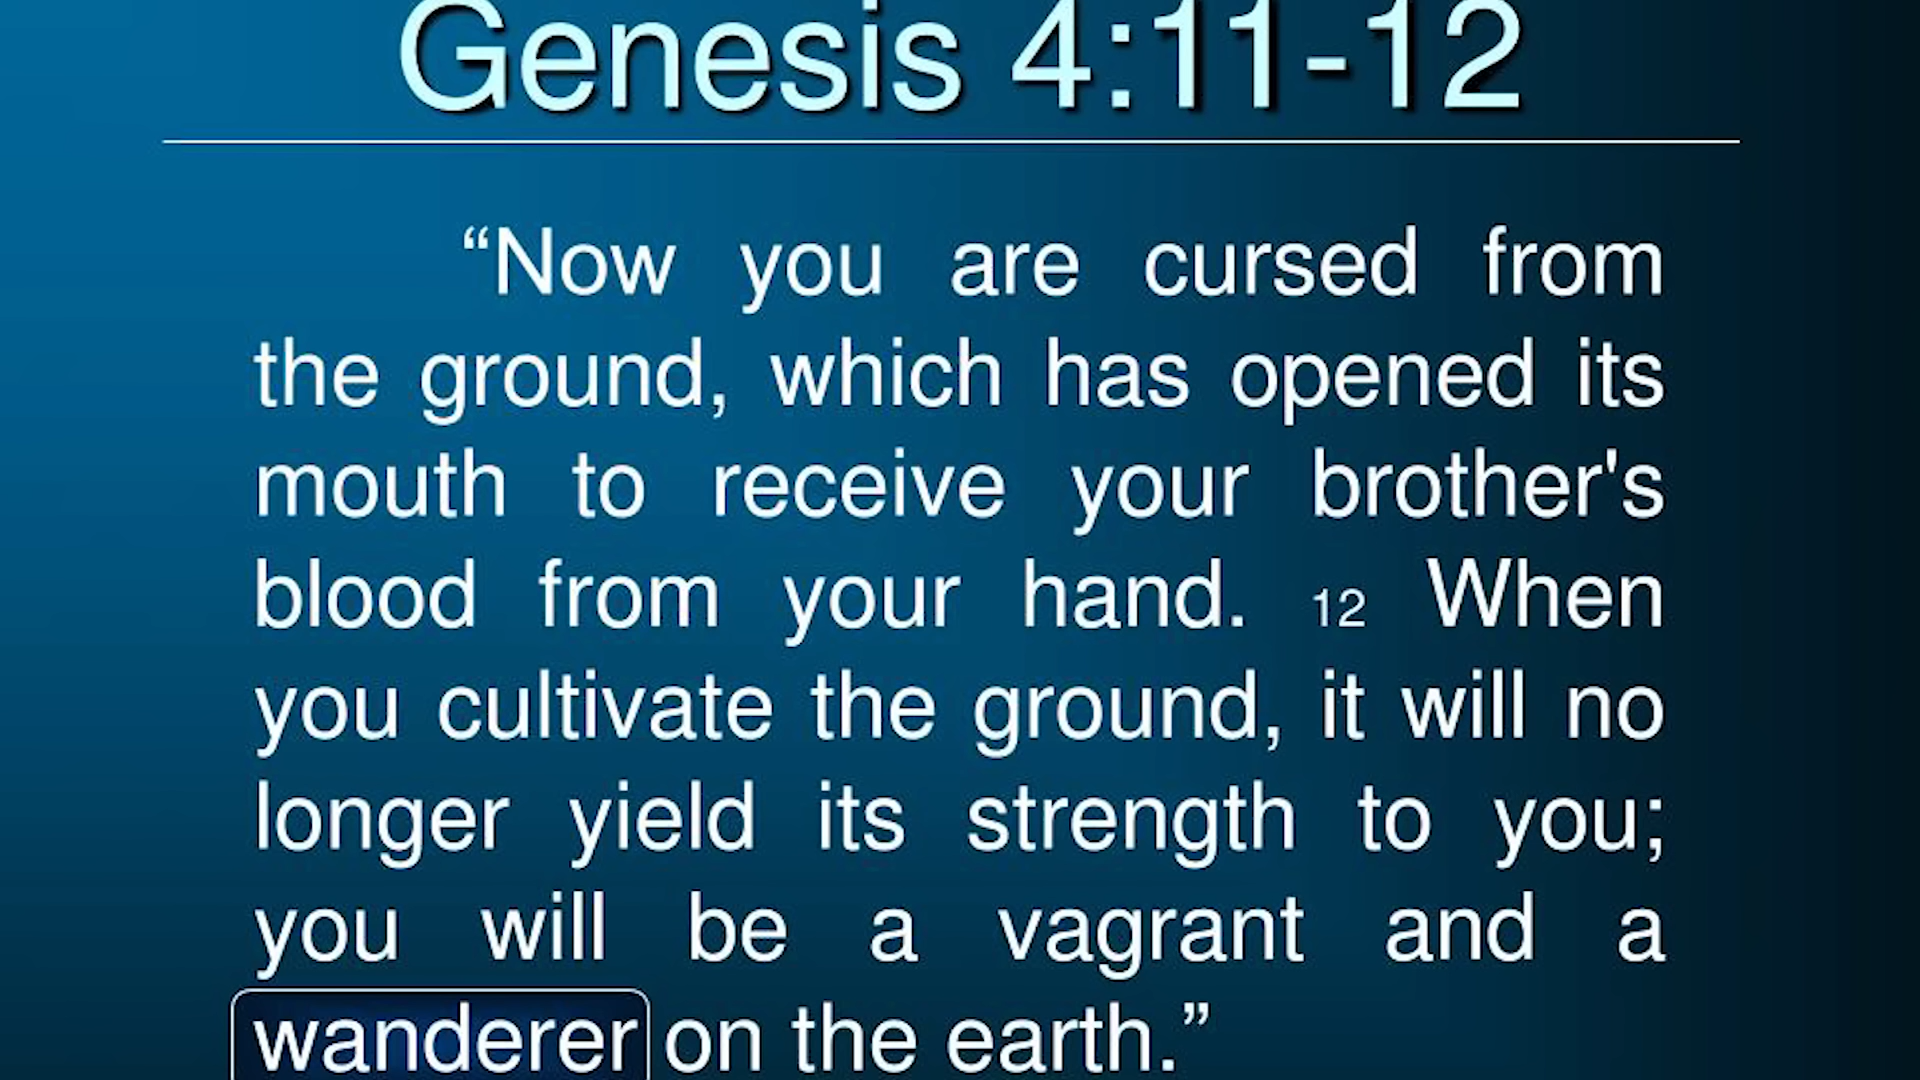 Genesis 4:11-12
“Now you are cursed from
the ground, which has opened its
mouth to receive your brother's
blood from your hand. 12 When
you cultivate the ground, it will no
longer yield its strength to you;
you will be a vagrant and a
wanderer on the earth.”